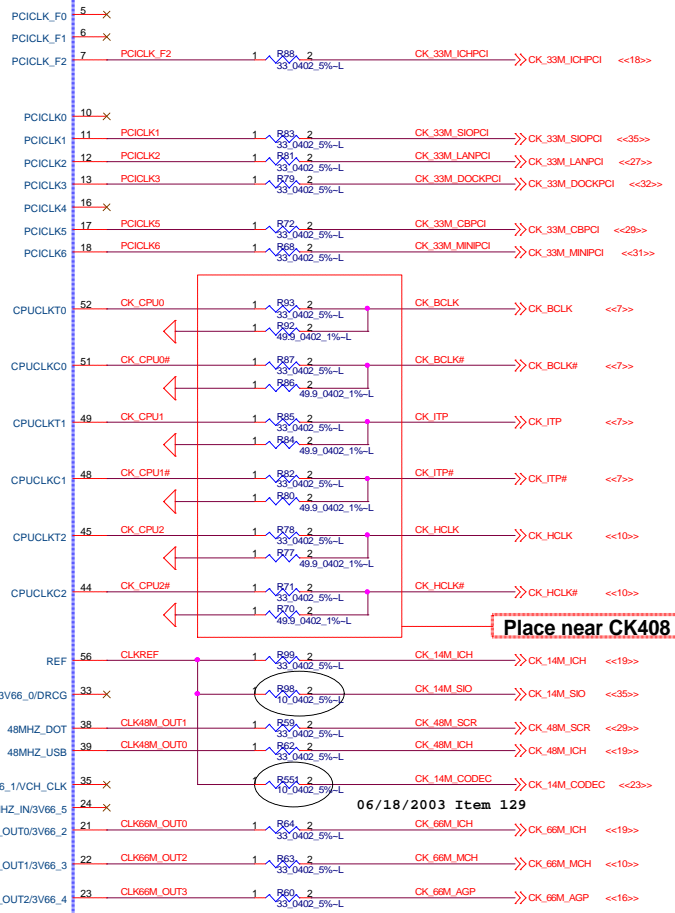 PCICLK_F0 5
PCICLK_F1 6
PCICLK_F2 7 PCICLK_F2 1 R88 2 33_0402_5%~L CK_33M_ICHPCI CK_33M_ICHPCI <<18>>
PCICLK0 10
PCICLK1 11 PCICLK1 1 R83 2 33_0402_5%~L CK_33M_SIOPCI CK_33M_SIOPCI <<35>>
PCICLK2 12 PCICLK2 1 R81 2 33_0402_5%~L CK_33M_LANPCI CK_33M_LANPCI <<27>>
PCICLK3 13 PCICLK3 1 R79 2 33_0402_5%~L CK_33M_DOCKPCI CK_33M_DOCKPCI <<32>>
PCICLK4 16
PCICLK5 17 PCICLK5 1 R72 2 33_0402_5%~L CK_33M_CBPCI CK_33M_CBPCI <<29>>
PCICLK6 18 PCICLK6 1 R68 2 33_0402_5%~L CK_33M_MINIPCI CK_33M_MINIPCI <<31>>
CPUCLKT0 52 CK_CPU0 1 R93 2 33_0402_5%~L CK_BCLK CK_BCLK <<7>>
1 R92 2 49.9_0402_1%~L
CPUCLKC0 51 CK_CPU0# 1 R87 2 33_0402_5%~L CK_BCLK# CK_BCLK# <<7>>
1 R86 2 49.9_0402_1%~L
CPUCLKT1 49 CK_CPU1 1 R85 2 33_0402_5%~L CK_ITP CK_ITP <<7>>
1 R84 2 49.9_0402_1%~L
CPUCLKC1 48 CK_CPU1# 1 R82 2 33_0402_5%~L CK_ITP# CK_ITP# <<7>>
1 R80 2 49.9_0402_1%~L
CPUCLKT2 45 CK_CPU2 1 R78 2 33_0402_5%~L CK_HCLK CK_HCLK <<10>>
1 R77 2 49.9_0402_1%~L
CPUCLKC2 44 CK_CPU2# 1 R71 2 33_0402_5%~L CK_HCLK# CK_HCLK# <<10>>
1 R70 2 49.9_0402_1%~L
Place near CK408
REF 56 CLKREF 1 R99 2 33_0402_5%~L CK_14M_ICH CK_14M_ICH <<19>>
3V66_0/DRCG 33 1 R98 2 10_0402_5%~L CK_14M_SIO CK_14M_SIO <<35>>
48MHZ_DOT 38 CLK48M_OUT1 1 R59 2 33_0402_5%~L CK_48M_SCR CK_48M_SCR <<29>>
48MHZ_USB 39 CLK48M_OUT0 1 R62 2 33_0402_5%~L CK_48M_ICH CK_48M_ICH <<19>>
6_1/VCH_CLK 35 1 R551 2 10_0402_5%~L CK_14M_CODEC CK_14M_CODEC <<23>>
06/18/2003 Item 129
HZ_IN/3V66_5 24
_OUT0/3V66_2 21 CLK66M_OUT0 1 R64 2 33_0402_5%~L CK_66M_ICH CK_66M_ICH <<19>>
_OUT1/3V66_3 22 CLK66M_OUT2 1 R63 2 33_0402_5%~L CK_66M_MCH CK_66M_MCH <<10>>
_OUT2/3V66_4 23 CLK66M_OUT3 1 R60 2 33_0402_5%~L CK_66M_AGP CK_66M_AGP <<16>>